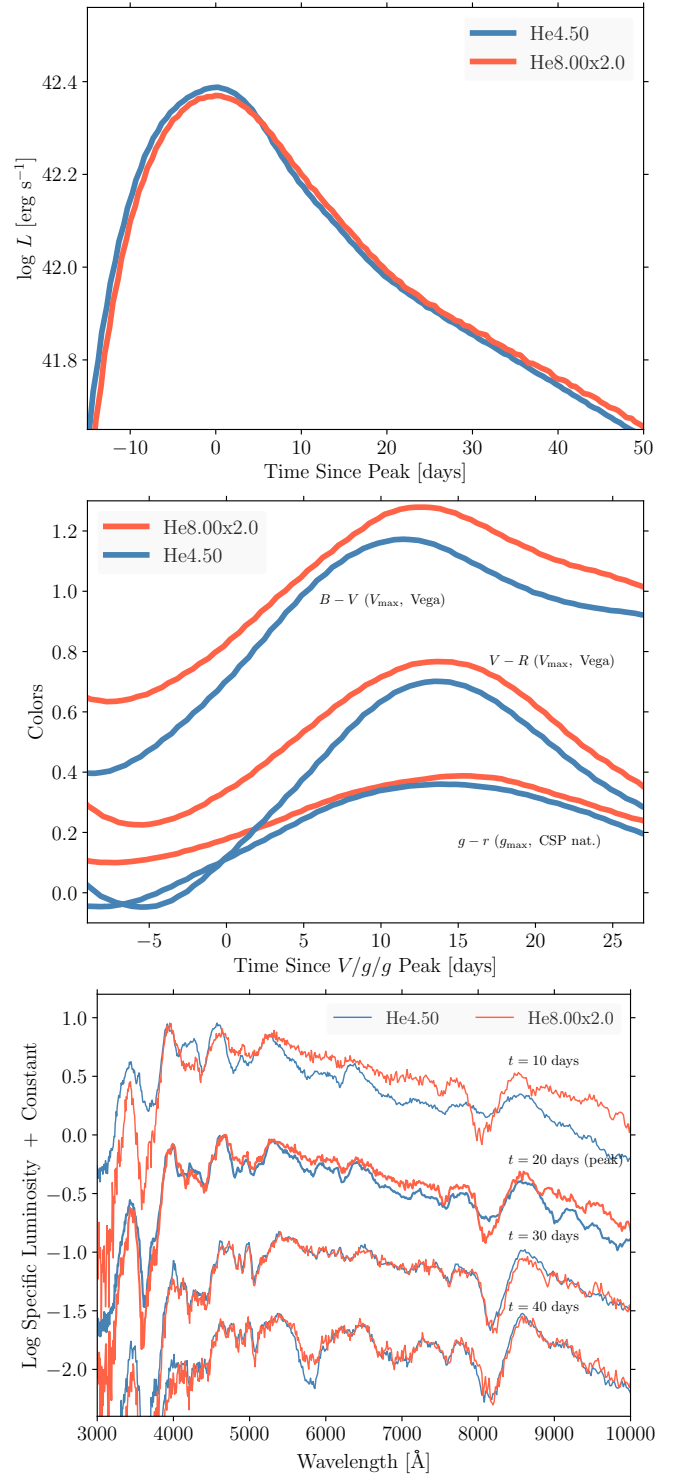 He4.50
He8.00x2.0
42.4
42.2
42.0
41.8
log L [erg s⁻¹]
−10 0 10 20 30 40 50
Time Since Peak [days]
He8.00x2.0
He4.50
1.2
1.0
0.8
0.6
0.4
0.2
0.0
Colors
B − V (Vmax, Vega)
V − R (Vmax, Vega)
g − r (gmax, CSP nat.)
−5 0 5 10 15 20 25
Time Since V/g/g Peak [days]
He4.50 He8.00x2.0
1.0
0.5
0.0
−0.5
−1.0
−1.5
−2.0
Log Specific Luminosity + Constant
t = 10 days
t = 20 days (peak)
t = 30 days
t = 40 days
3000 4000 5000 6000 7000 8000 9000 10000
Wavelength [Å]